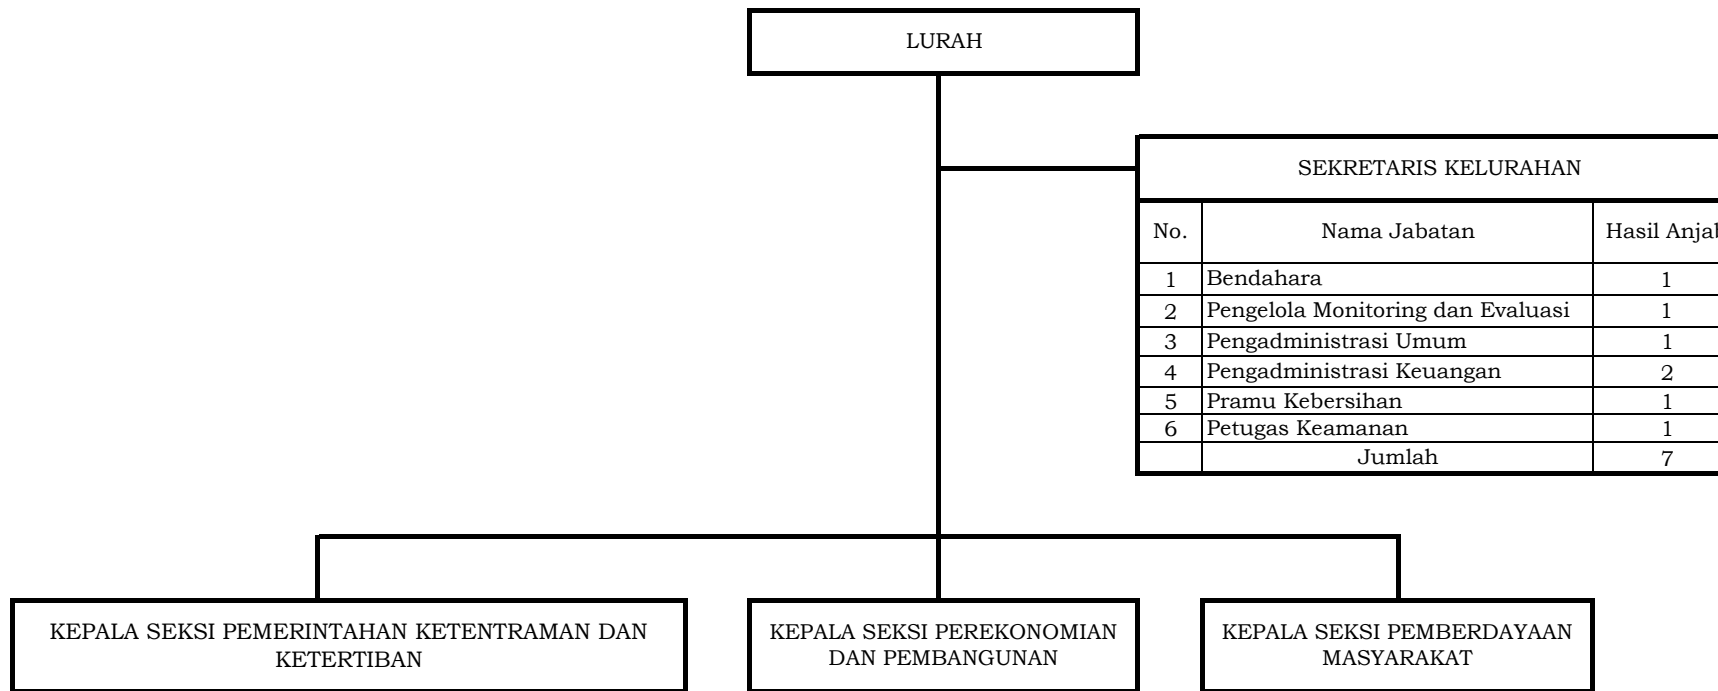 LURAH
SEKRETARIS KELURAHAN
No. Nama Jabatan Hasil Anjab
1 Bendahara 1
2 Pengelola Monitoring dan Evaluasi 1
3 Pengadministrasi Umum 1
4 Pengadministrasi Keuangan 2
5 Pramu Kebersihan 1
6 Petugas Keamanan 1
Jumlah 7
KEPALA SEKSI PEMERINTAHAN KETENTRAMAN DAN
KETERTIBAN
KEPALA SEKSI PEREKONOMIAN
DAN PEMBANGUNAN
KEPALA SEKSI PEMBERDAYAAN
MASYARAKAT